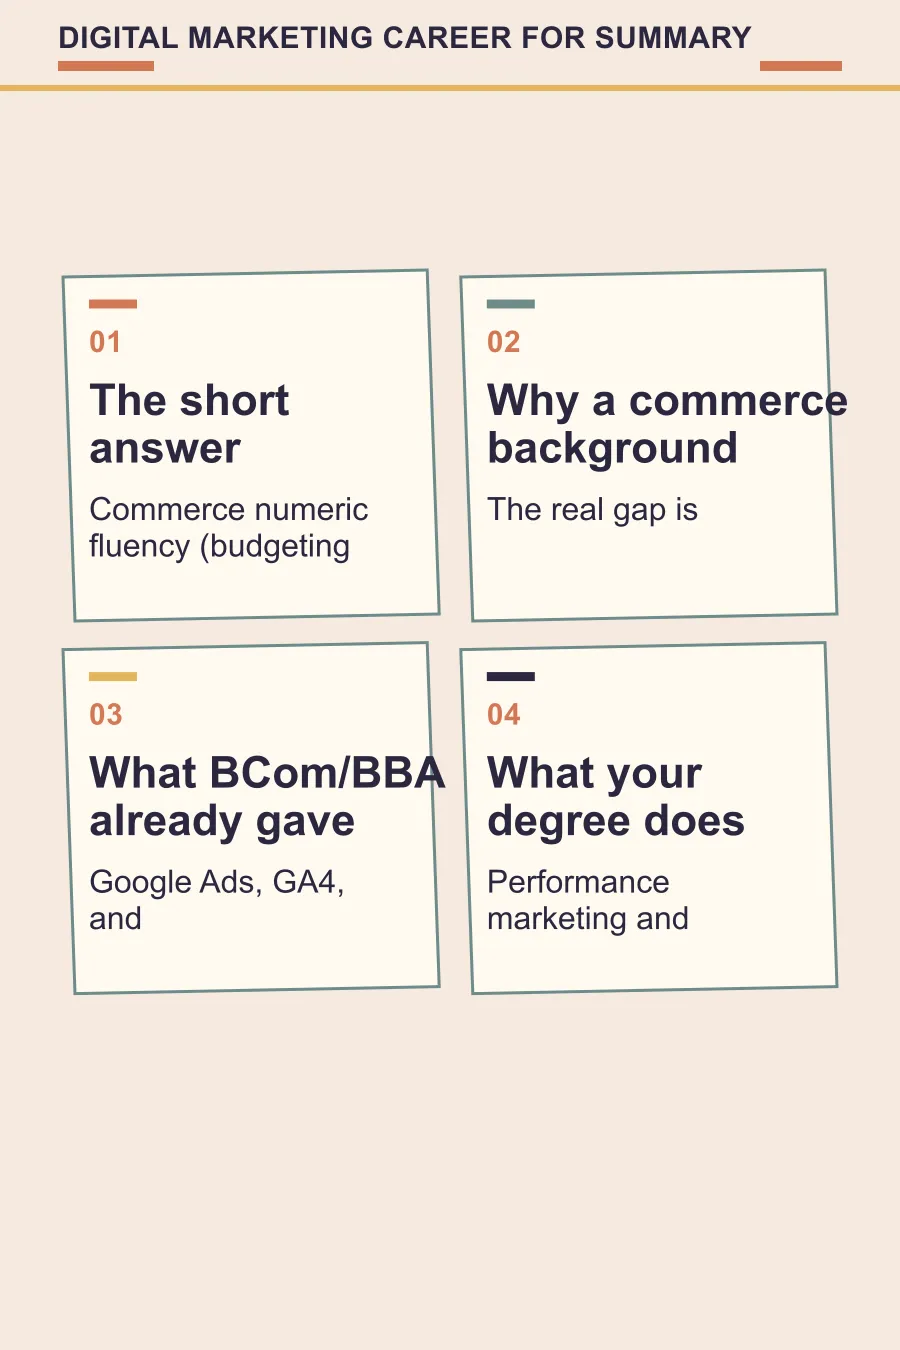 DIGITAL MARKETING CAREER FOR SUMMARY
01
The short
answer
Commerce numeric
fluency (budgeting
02
Why a commerce
background
The real gap is
03
What BCom/BBA
already gave
Google Ads, GA4,
and
04
What your
degree does
Performance
marketing and